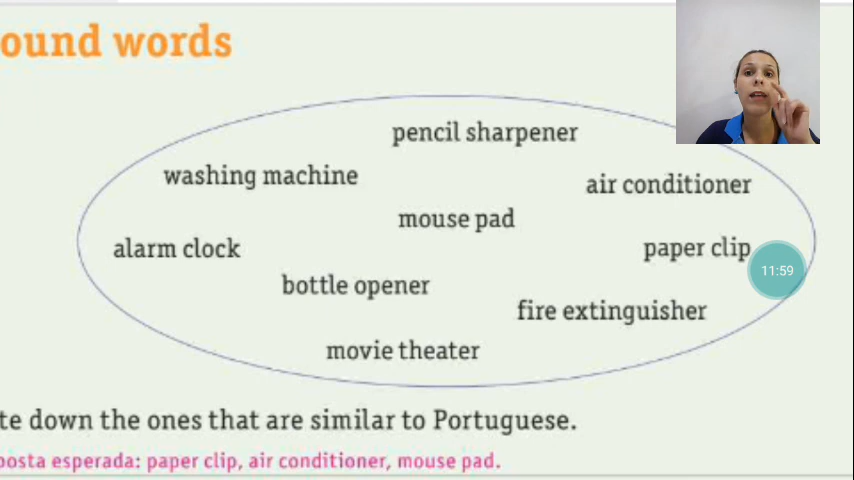 ound words
pencil sharpener
washing machine
air conditioner
mouse pad
alarm clock
paper clip
11:59
bottle opener
fire extinguisher
movie theater
te down the ones that are similar to Portuguese.
posta esperada: paper clip, air conditioner, mouse pad.